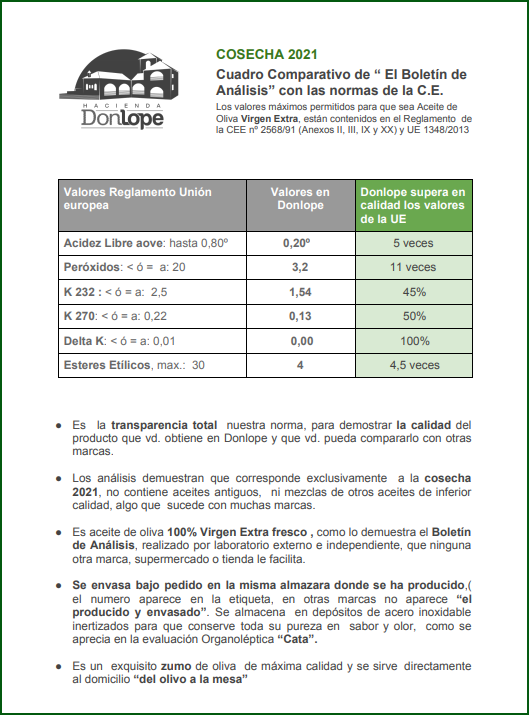 COSECHA 2021
Cuadro Comparativo de “ El Boletín de
Análisis” con las normas de la C.E.
Los valores máximos permitidos para que sea Aceite de
Oliva Virgen Extra, están contenidos en el Reglamento de
la CEE nº 2568/91 (Anexos II, III, IX y XX) y UE 1348/2013
HACIENDA
Donlope
Valores Reglamento Unión
europea
Valores en
Donlope
Donlope supera en
calidad los valores
de la UE
Acidez Libre aove: hasta 0,80º 0,20º 5 veces
Peróxidos: < ó = a: 20 3,2 11 veces
K 232 : < ó = a: 2,5 1,54 45%
K 270: < ó = a: 0,22 0,13 50%
Delta K: < ó = a: 0,01 0,00 100%
Esteres Etílicos, max.: 30 4 4,5 veces
● Es la transparencia total nuestra norma, para demostrar la calidad del
producto que vd. obtiene en Donlope y que vd. pueda compararlo con otras
marcas.
● Los análisis demuestran que corresponde exclusivamente a la cosecha
2021, no contiene aceites antiguos, ni mezclas de otros aceites de inferior
calidad, algo que sucede con muchas marcas.
● Es aceite de oliva 100% Virgen Extra fresco , como lo demuestra el Boletín
de Análisis, realizado por laboratorio externo e independiente, que ninguna
otra marca, supermercado o tienda le facilita.
● Se envasa bajo pedido en la misma almazara donde se ha producido,(
el numero aparece en la etiqueta, en otras marcas no aparece “el
producido y envasado”. Se almacena en depósitos de acero inoxidable
inertizados para que conserve toda su pureza en sabor y olor, como se
aprecia en la evaluación Organoléptica “Cata”.
● Es un exquisito zumo de oliva de máxima calidad y se sirve directamente
al domicilio “del olivo a la mesa”